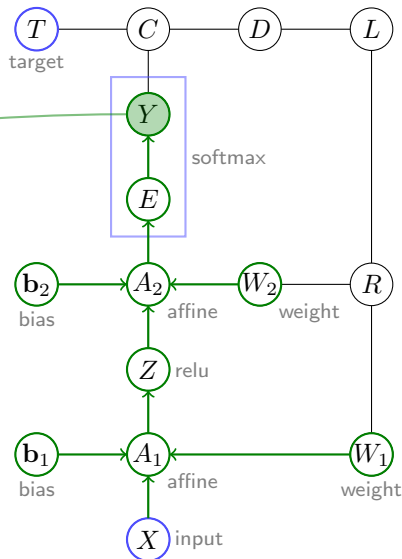 T C D L
target
Y
softmax
E
b₂ A₂ W₂ R
bias affine weight
Z relu
b₁ A₁ W₁
bias affine weight
X input